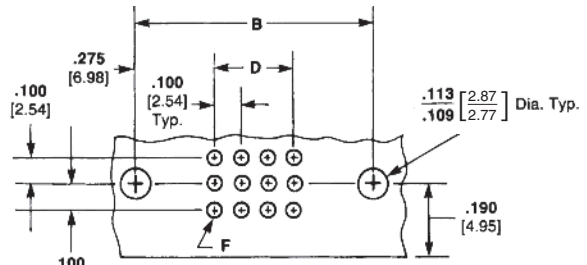 B
.275
[6.98]
D
.100
[2.54]
.100
[2.54]
Typ.
.113
.109
[2.87
2.77]
Dia. Typ.
.190
[4.95]
F
.100